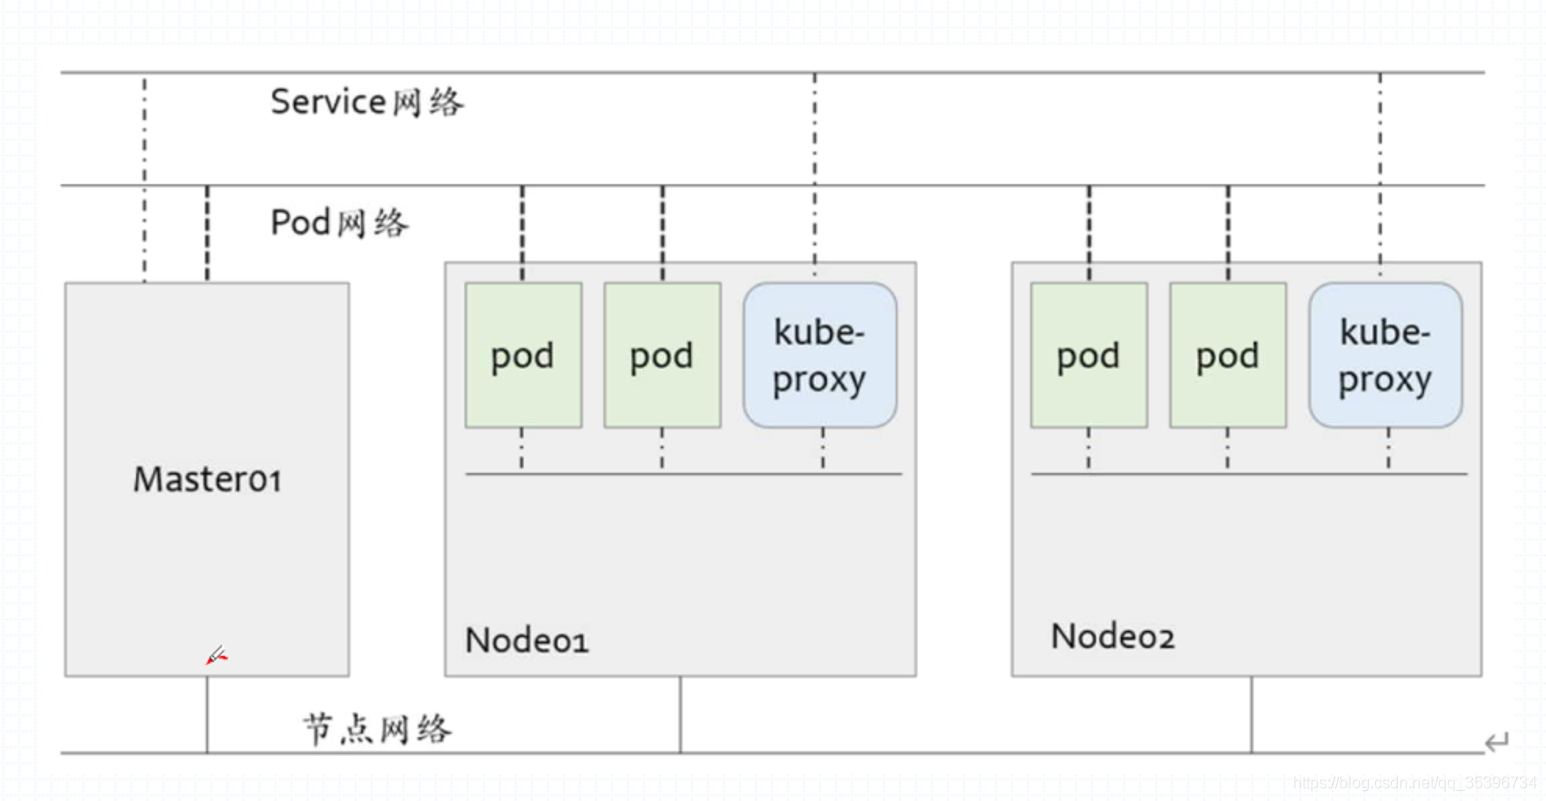 Service网络
Pod网络
pod
pod
kube-
proxy
pod
pod
kube-
proxy
Master01
Node01
Node02
节点网络
https://blog.csdn.net/qq_35396734